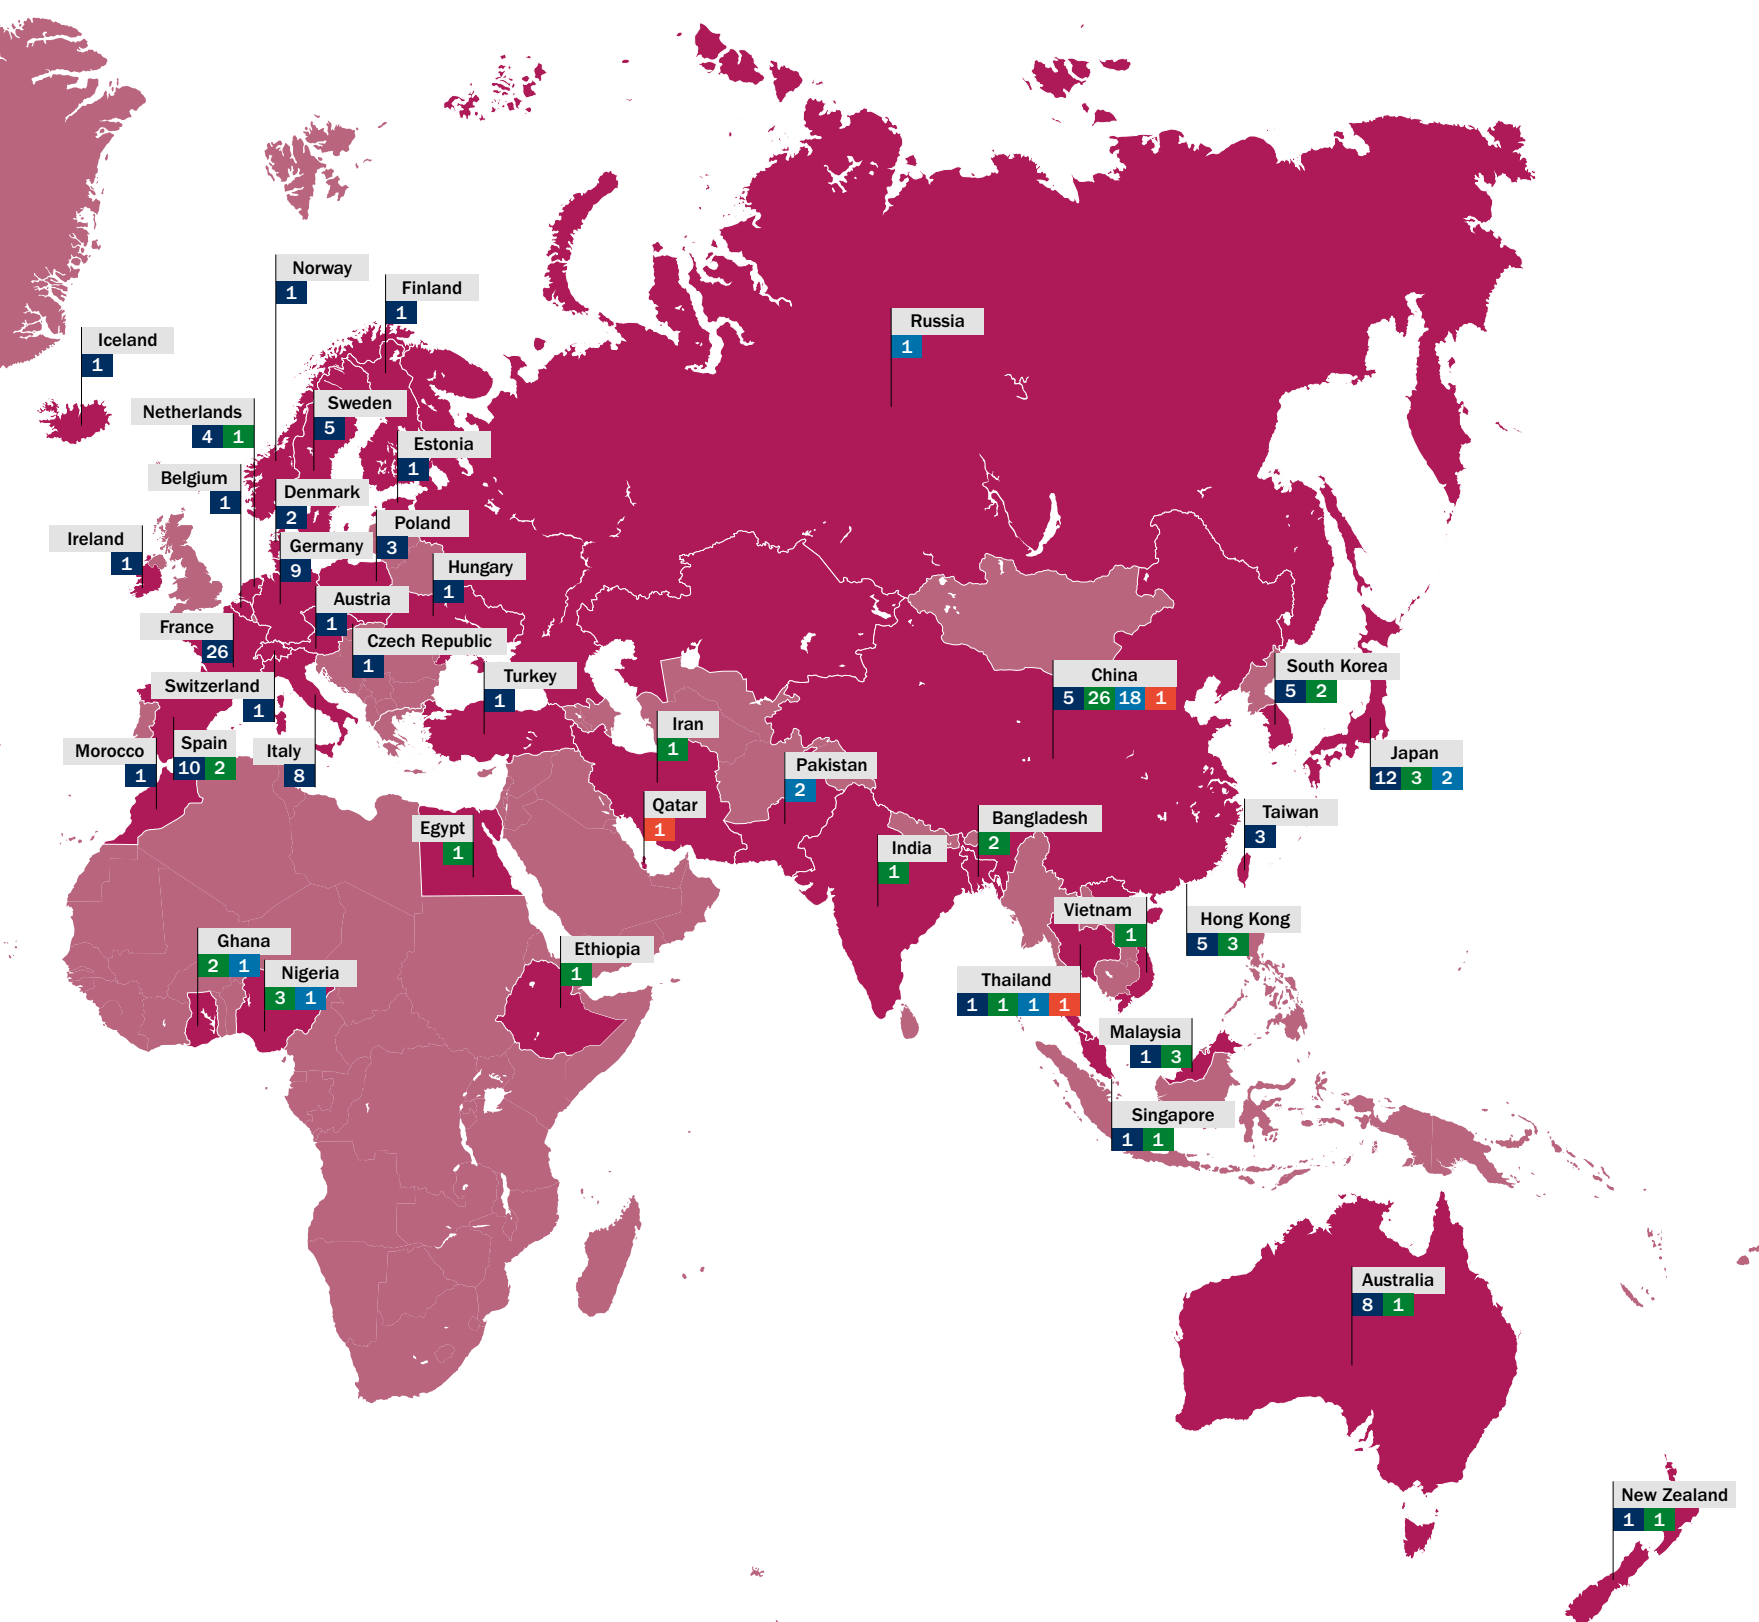 Norway
1
Finland
1
Russia
1
Iceland
1
Netherlands
4 1
Sweden
5
Estonia
1
Belgium
1
Denmark
2
Poland
3
Ireland
1
Germany
9
Hungary
1
Austria
1
France
26
Czech Republic
1
Switzerland
1
Turkey
1
China
5 26 18 1
South Korea
5 2
Iran
1
Morocco
1
Spain
10 2
Italy
8
Japan
12 3 2
Pakistan
2
Qatar
1
Bangladesh
2
Taiwan
3
Egypt
1
India
1
Vietnam
1
Hong Kong
5 3
Ghana
2 1
Ethiopia
1
Nigeria
3 1
Thailand
1 1 1 1
Malaysia
1 3
Singapore
1 1
Australia
8 1
New Zealand
1 1